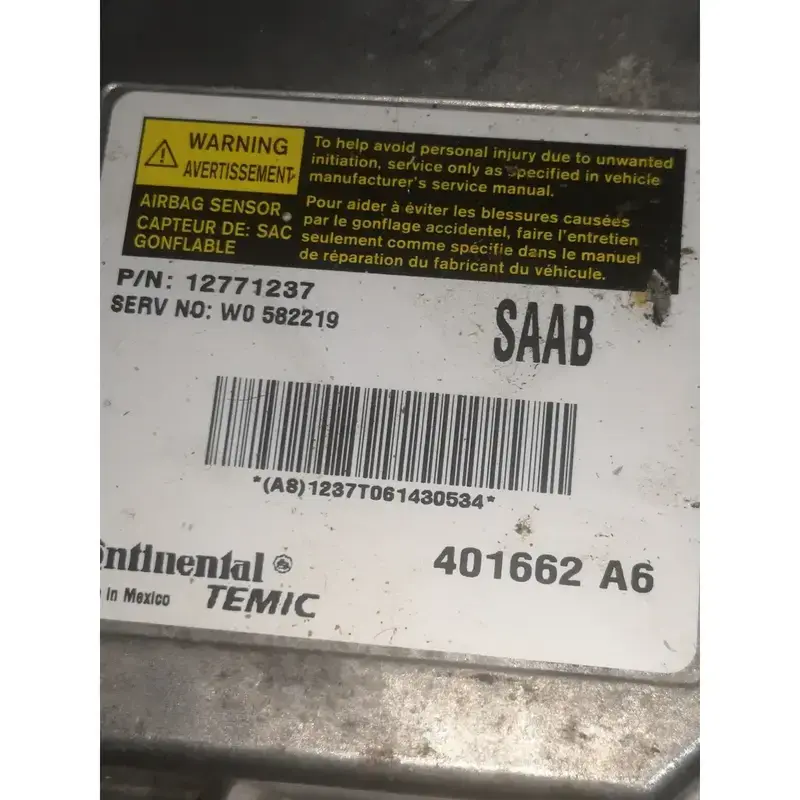 WARNING
AVERTISSEMENT
To help avoid personal injury due to unwanted
initiation, service only as specified in vehicle
manufacturer's service manual.
AIRBAG SENSOR
CAPTEUR DE: SAC
GONFLABLE
Pour aider à éviter les blessures causées
par le gonflage accidentel, faire l'entretien
seulement comme spécifie dans le manuel
de réparation du fabricant du véhicule.
P/N: 12771237
SERV NO: W0 582219
SAAB
*(A8)1237T061430534*
ontinental
TEMIC
in Mexico
401662 A6